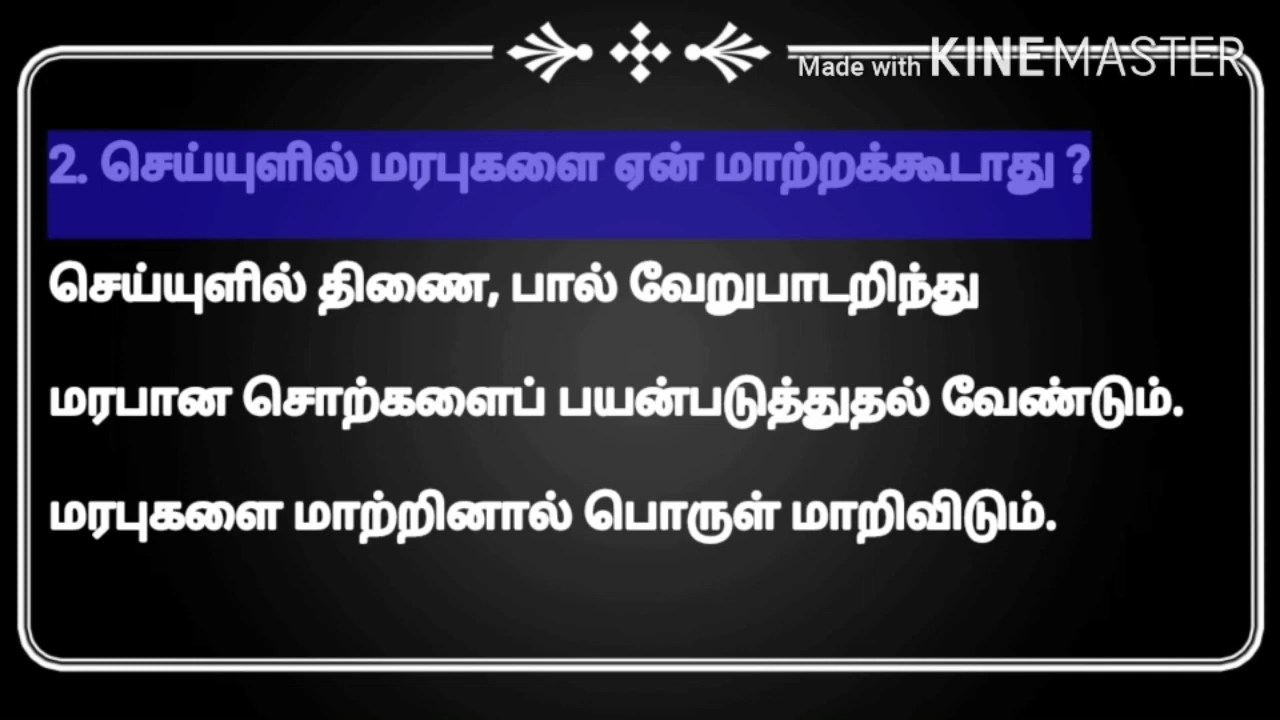 Made with KINEMASTER
2. செய்யுளில் மரபுகளை ஏன் மாற்றக்கூடாது ?
செய்யுளில் திணை, பால் வேறுபாடறிந்து
மரபான சொற்களைப் பயன்படுத்துதல் வேண்டும்.
மரபுகளை மாற்றினால் பொருள் மாறிவிடும்.